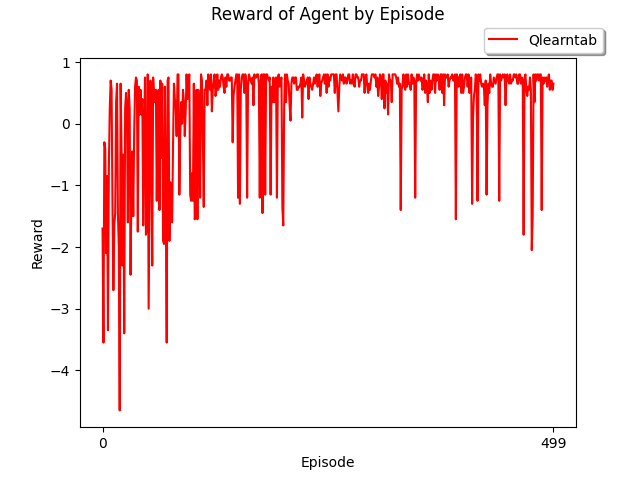 Reward of Agent by Episode
Qlearntab
1
0
−1
−2
−3
−4
Reward
0
499
Episode